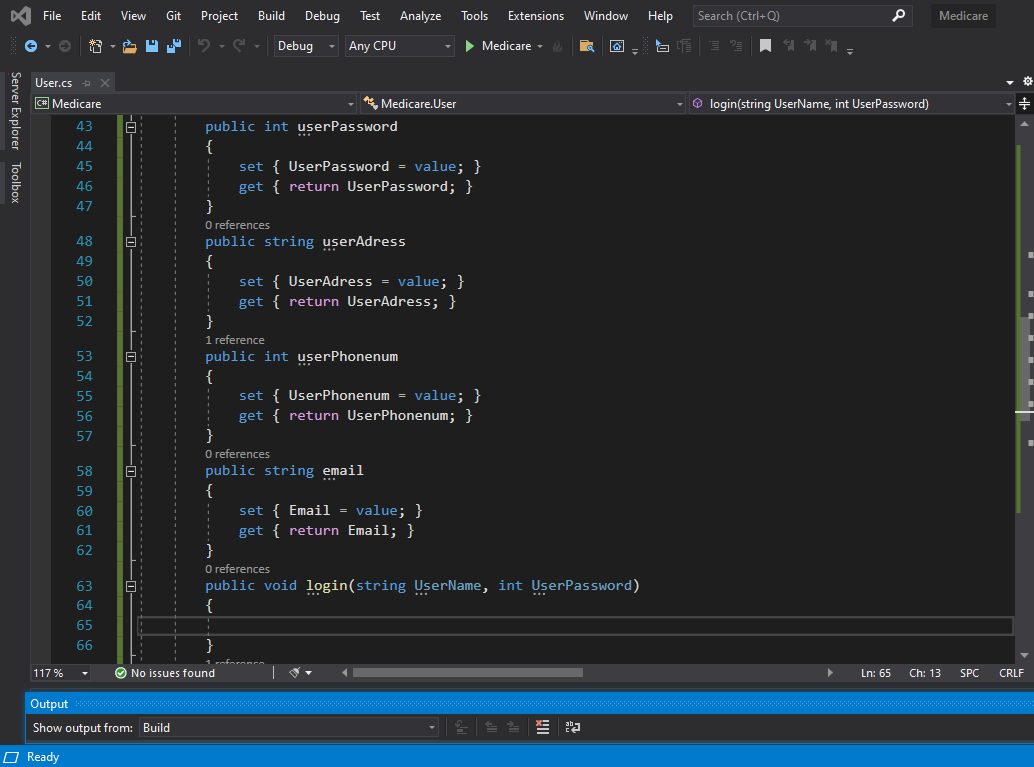 File Edit View Git Project Build Debug Test Analyze Tools Extensions Window Help Search (Ctrl+Q) Medicare
Debug Any CPU Medicare
Server Explorer
Toolbox
User.cs
C# Medicare Medicare.User login(string UserName, int UserPassword)
43 public int userPassword
44 {
45 set { UserPassword = value; }
46 get { return UserPassword; }
47 }
0 references
48 public string userAdress
49 {
50 set { UserAdress = value; }
51 get { return UserAdress; }
52 }
1 reference
53 public int userPhonenum
54 {
55 set { UserPhonenum = value; }
56 get { return UserPhonenum; }
57 }
0 references
58 public string email
59 {
60 set { Email = value; }
61 get { return Email; }
62 }
0 references
63 public void login(string UserName, int UserPassword)
64 {
65
66 }
1 reference
117 % No issues found Ln: 65 Ch: 13 SPC CRLF
Output
Show output from: Build
Ready